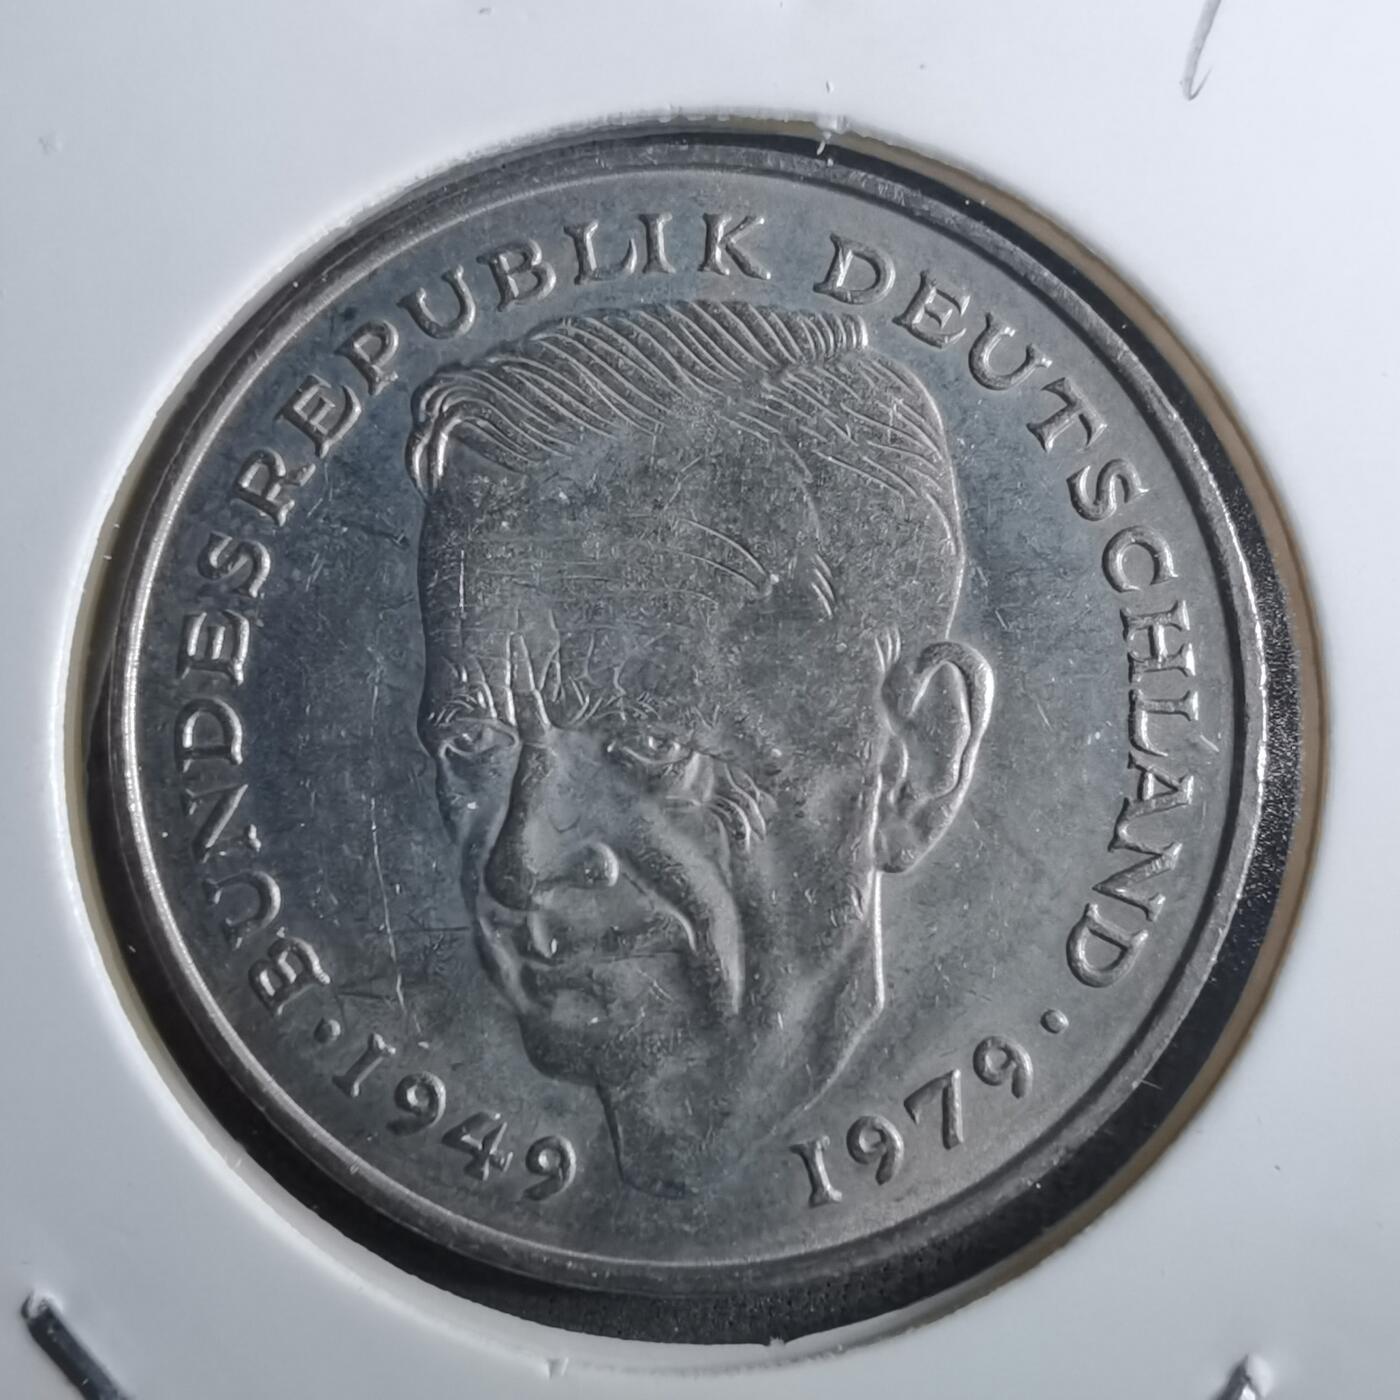 BUNDESREPUBLIK DEUTSCHLAND
· 1949 1979 ·